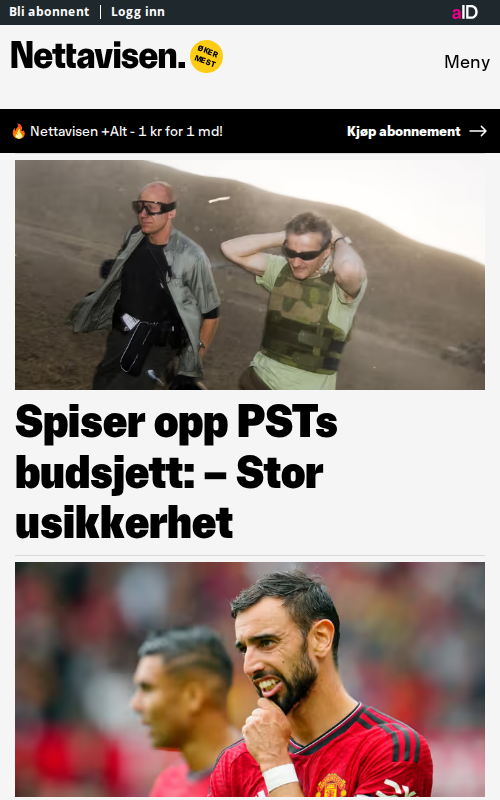 Bli abonnent | Logg inn
aID
Nettavisen.
ØKER
MEST
Meny
🔥 Nettavisen +Alt - 1 kr for 1 md!
Kjøp abonnement →
Spiser opp PSTs
budsjett: – Stor
usikkerhet